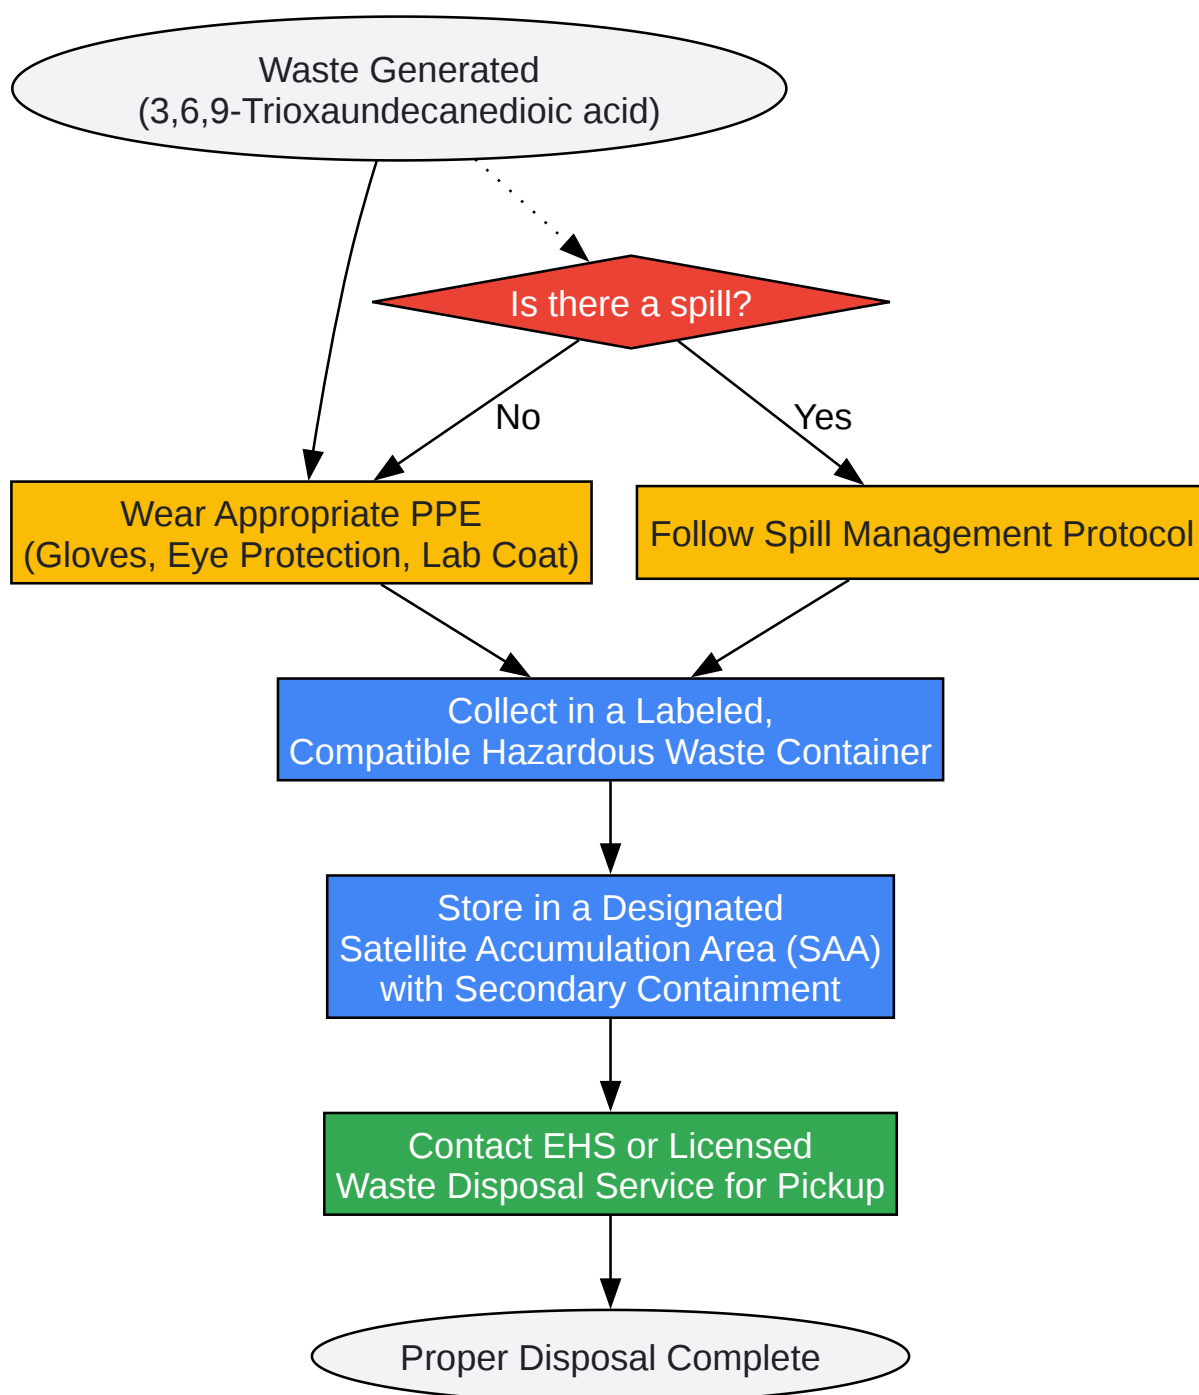 Waste Generated
(3,6,9-Trioxaundecanedioic acid)
Is there a spill?
No
Yes
Wear Appropriate PPE
(Gloves, Eye Protection, Lab Coat)
Follow Spill Management Protocol
Collect in a Labeled,
Compatible Hazardous Waste Container
Store in a Designated
Satellite Accumulation Area (SAA)
with Secondary Containment
Contact EHS or Licensed
Waste Disposal Service for Pickup
Proper Disposal Complete